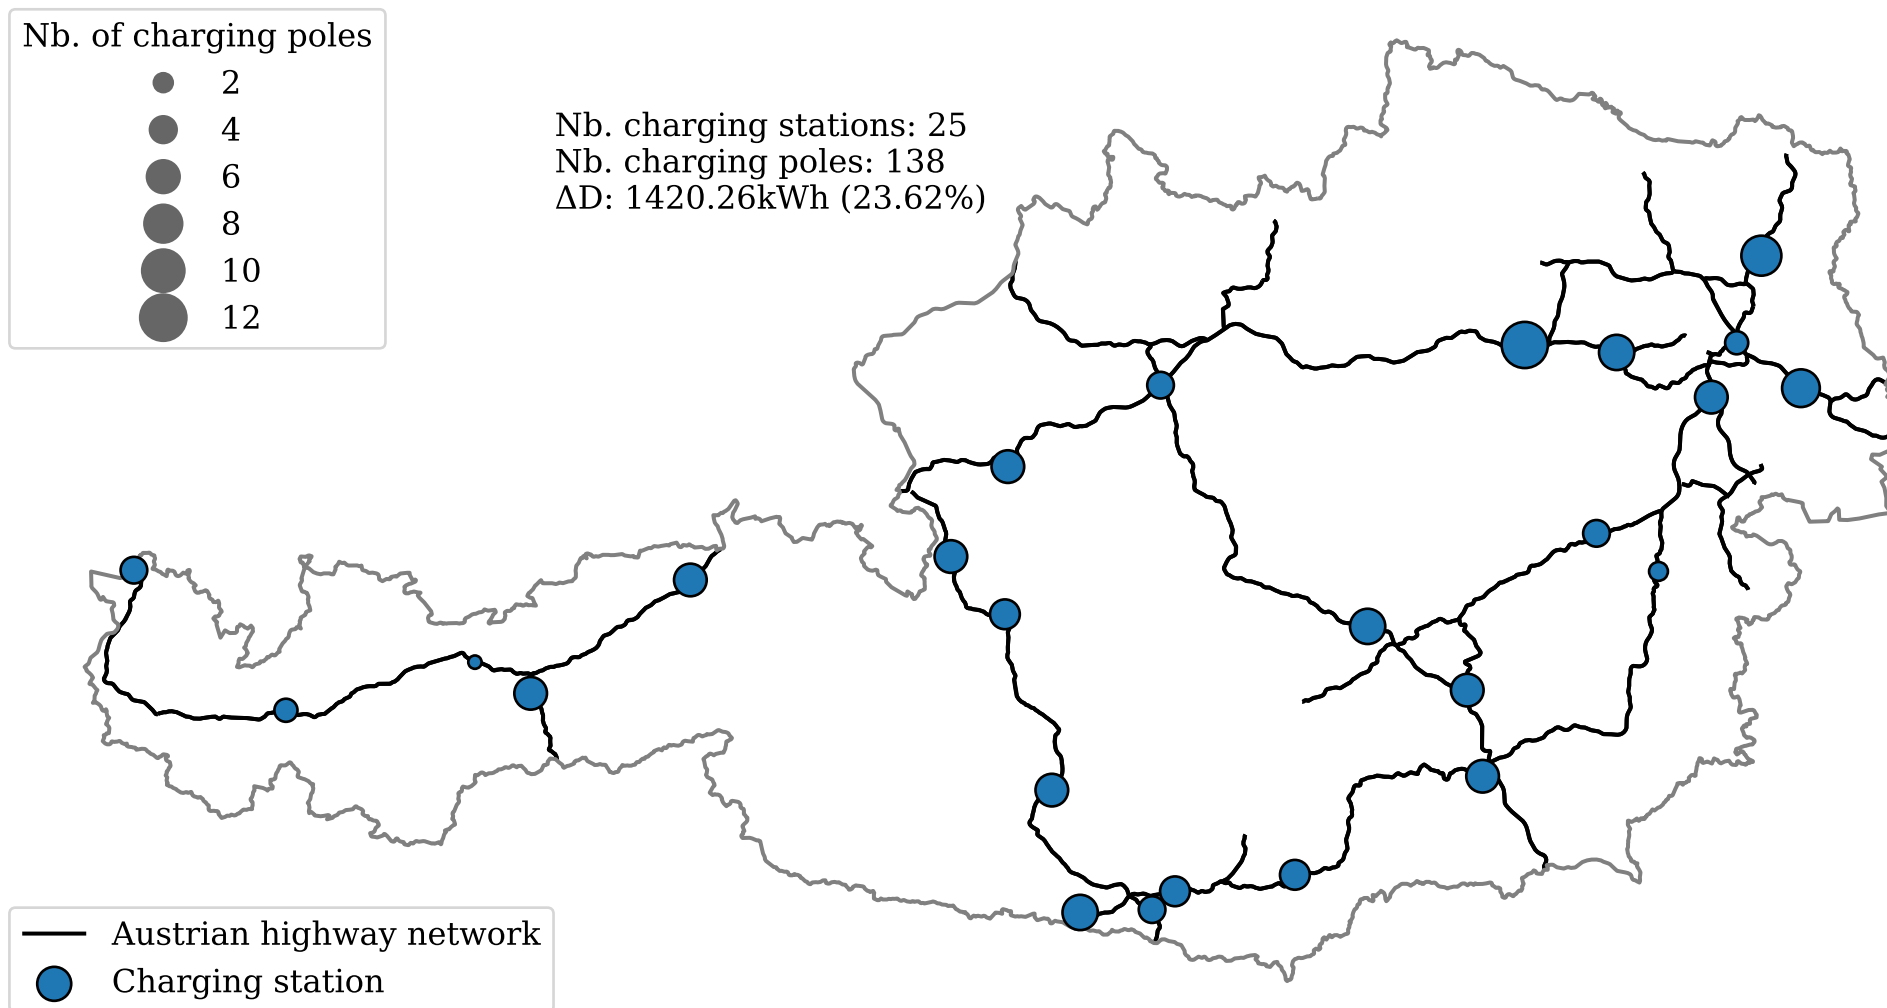 Nb. of charging poles
2
4
6
8
10
12
Nb. charging stations: 25
Nb. charging poles: 138
ΔD: 1420.26kWh (23.62%)
Austrian highway network
Charging station